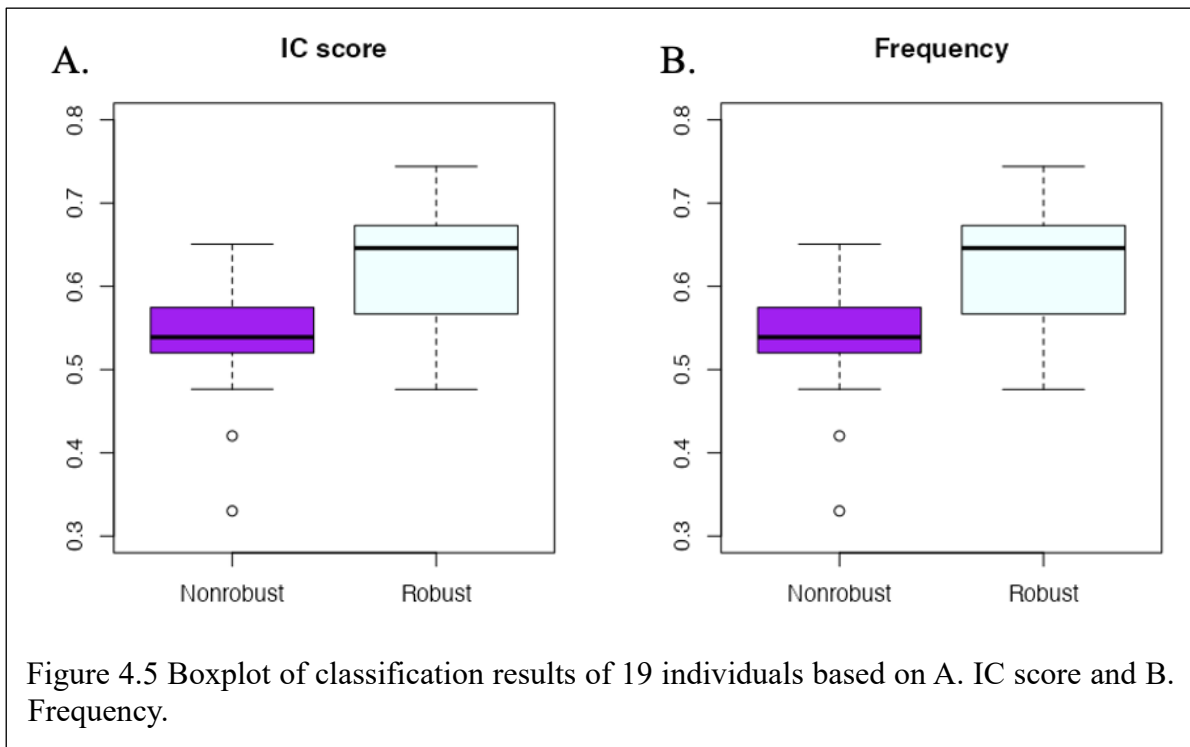 A.
IC score
0.8
0.7
0.6
0.5
0.4
0.3
Nonrobust Robust
B.
Frequency
0.8
0.7
0.6
0.5
0.4
0.3
Nonrobust Robust
Figure 4.5 Boxplot of classification results of 19 individuals based on A. IC score and B.
Frequency.